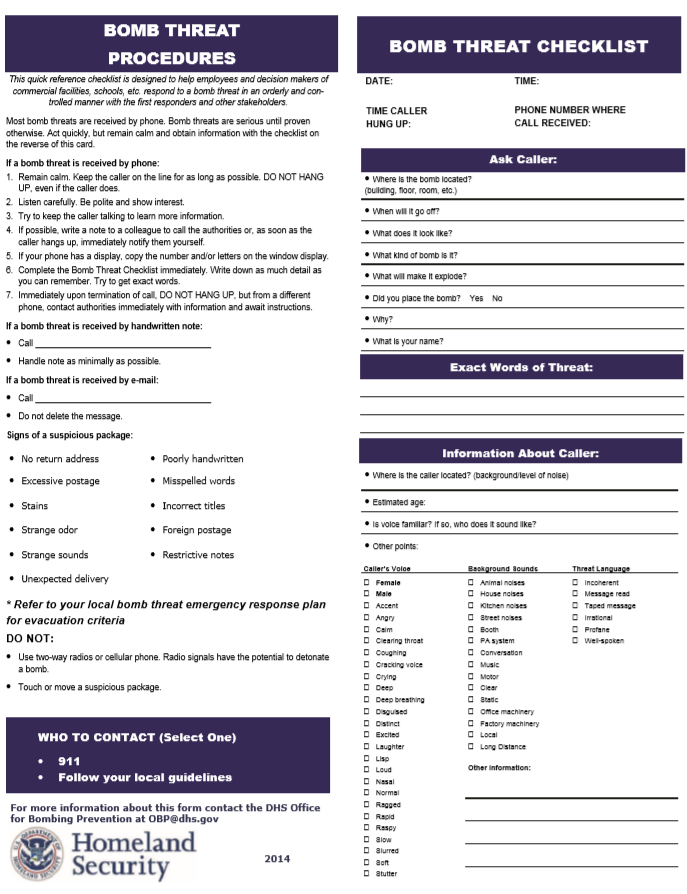 BOMB THREAT
PROCEDURES
This quick reference checklist is designed to help employees and decision makers of
commercial facilities, schools, etc. respond to a bomb threat in an orderly and con-
trolled manner with the first responders and other stakeholders.
Most bomb threats are received by phone. Bomb threats are serious until proven
otherwise. Act quickly, but remain calm and obtain information with the checklist on
the reverse of this card.
If a bomb threat is received by phone:
1. Remain calm. Keep the caller on the line for as long as possible. DO NOT HANG
UP, even if the caller does.
2. Listen carefully. Be polite and show interest.
3. Try to keep the caller talking to learn more information.
4. If possible, write a note to a colleague to call the authorities or, as soon as the
caller hangs up, immediately notify them yourself.
5. If your phone has a display, copy the number and/or letters on the window display.
6. Complete the Bomb Threat Checklist immediately. Write down as much detail as
you can remember. Try to get exact words.
7. Immediately upon termination of call, DO NOT HANG UP, but from a different
phone, contact authorities immediately with information and await instructions.
If a bomb threat is received by handwritten note:
• Call ____________________
• Handle note as minimally as possible.
If a bomb threat is received by e-mail:
• Call ____________________
• Do not delete the message.
Signs of a suspicious package:
• No return address • Poorly handwritten
• Excessive postage • Misspelled words
• Stains • Incorrect titles
• Strange odor • Foreign postage
• Strange sounds • Restrictive notes
• Unexpected delivery
* Refer to your local bomb threat emergency response plan
for evacuation criteria
DO NOT:
• Use two-way radios or cellular phone. Radio signals have the potential to detonate
a bomb.
• Touch or move a suspicious package.
WHO TO CONTACT (Select One)
• 911
• Follow your local guidelines
For more information about this form contact the DHS Office
for Bombing Prevention at OBP@dhs.gov
U.S. DEPARTMENT OF HOMELAND SECURITY
Homeland
Security
2014
BOMB THREAT CHECKLIST
DATE: TIME:
TIME CALLER PHONE NUMBER WHERE
HUNG UP: CALL RECEIVED:
Ask Caller:
• Where is the bomb located?
(building, floor, room, etc.)
• When will it go off?
• What does it look like?
• What kind of bomb is it?
• What will make it explode?
• Did you place the bomb? Yes No
• Why?
• What is your name?
Exact Words of Threat:
Information About Caller:
• Where is the caller located? (background/level of noise)
• Estimated age:
• Is voice familiar? If so, who does it sound like?
• Other points:
Caller's Voice Background Sounds Threat Language
☐ Female ☐ Animal noises ☐ Incoherent
☐ Male ☐ House noises ☐ Message read
☐ Accent ☐ Kitchen noises ☐ Taped message
☐ Angry ☐ Street noises ☐ Irrational
☐ Calm ☐ Booth ☐ Profane
☐ Clearing throat ☐ PA system ☐ Well-spoken
☐ Coughing ☐ Conversation
☐ Cracking voice ☐ Music
☐ Crying ☐ Motor
☐ Deep ☐ Clear
☐ Deep breathing ☐ Static
☐ Disguised ☐ Office machinery
☐ Distinct ☐ Factory machinery
☐ Excited ☐ Local
☐ Laughter ☐ Long Distance
☐ Lisp
☐ Loud Other Information:
☐ Nasal
☐ Normal
☐ Ragged
☐ Rapid
☐ Raspy
☐ Slow
☐ Slurred
☐ Soft
☐ Stutter